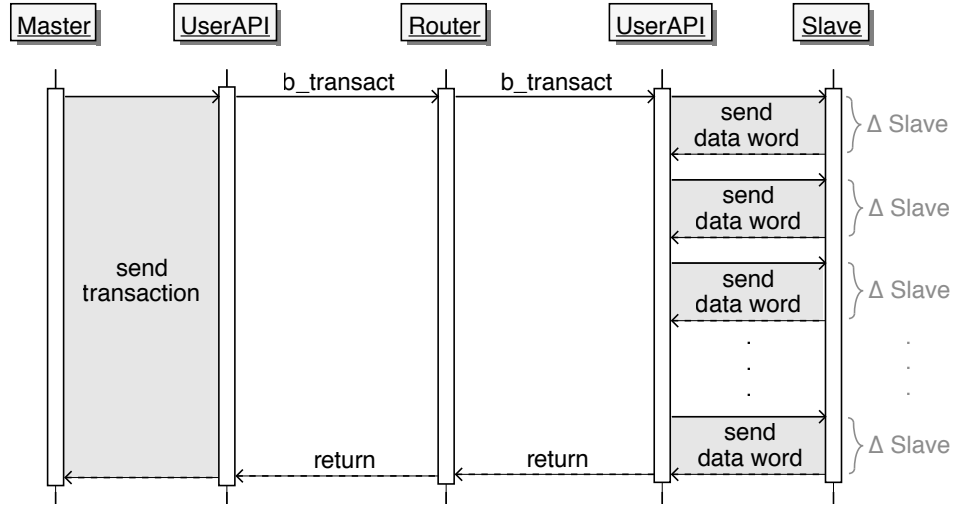 Master UserAPI Router UserAPI Slave
b_transact b_transact
send
data word
Δ Slave
send
data word
Δ Slave
send
transaction
send
data word
Δ Slave
. .
. .
. .
send
data word
Δ Slave
return return